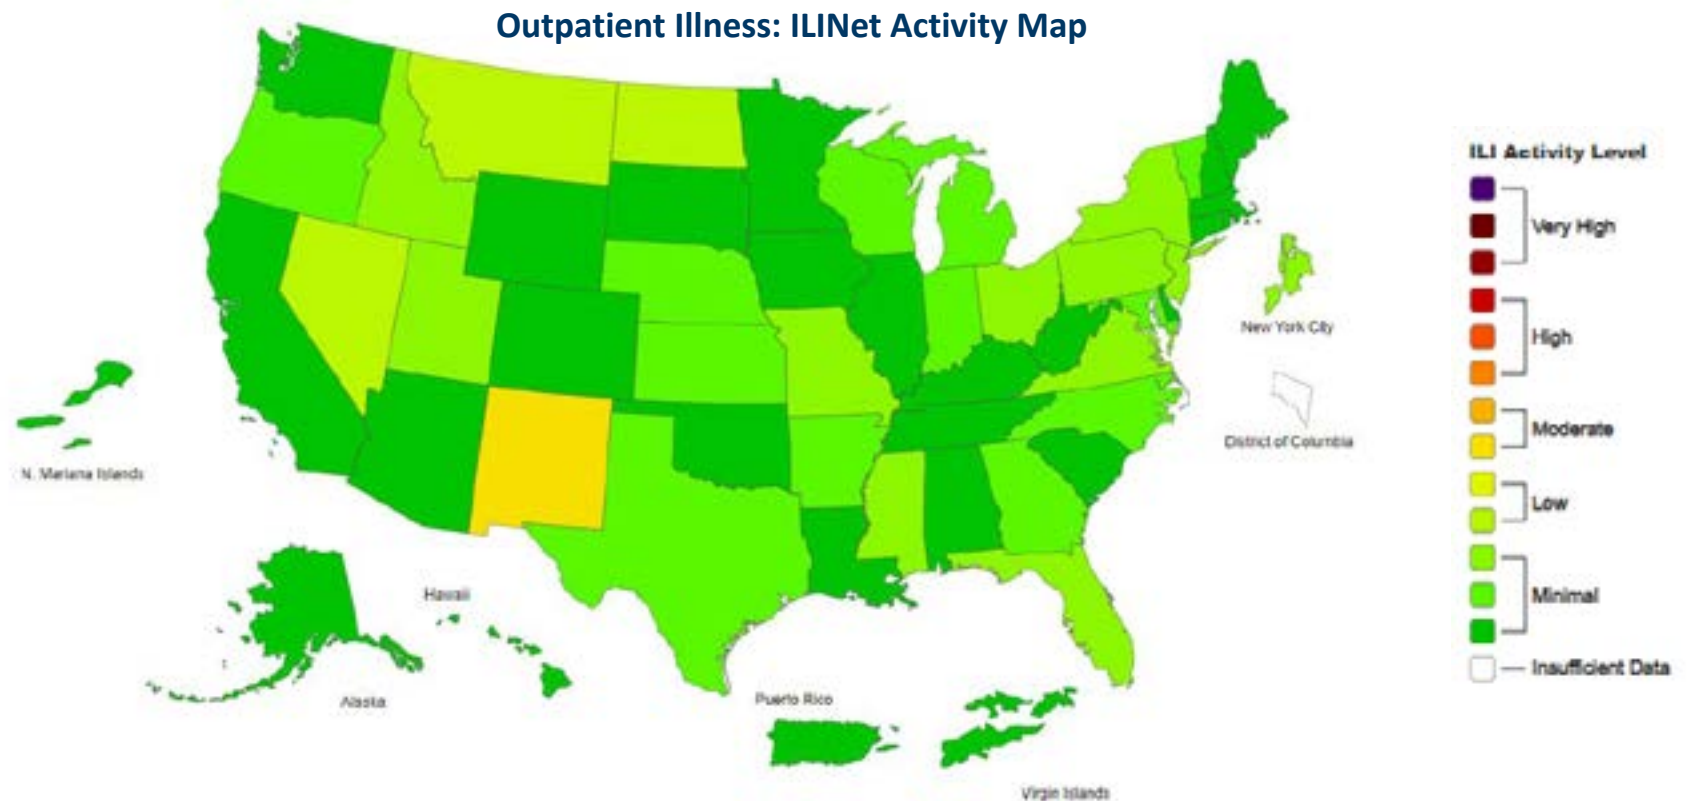 Outpatient Illness: ILINet Activity Map
ILI Activity Level
Very High
High
Moderate
Low
Minimal
Insufficient Data
New York City
District of Columbia
N. Mariana Islands
Hawaii
Alaska
Puerto Rico
Virgin Islands